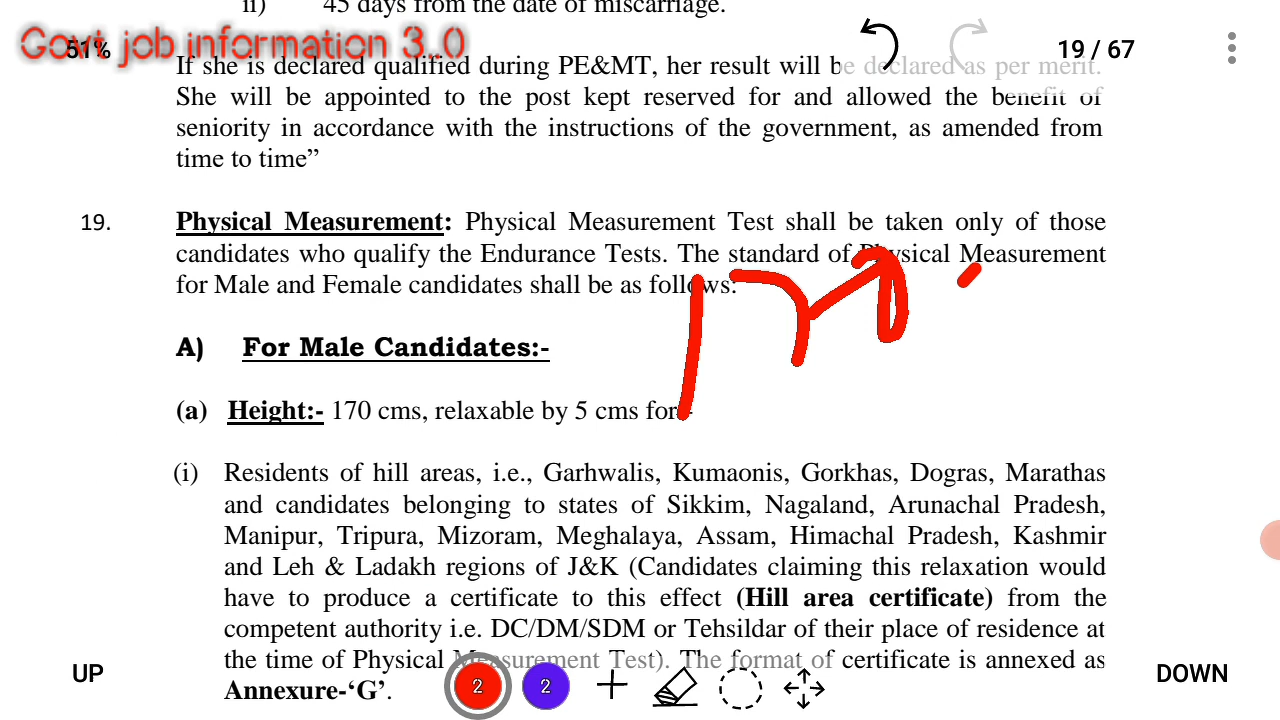 ii) 45 days from the date of miscarriage.
Govt job information 3.0
51%
19 / 67
If she is declared qualified during PE&MT, her result will be declared as per merit.
She will be appointed to the post kept reserved for and allowed the benefit of
seniority in accordance with the instructions of the government, as amended from
time to time”
19. Physical Measurement: Physical Measurement Test shall be taken only of those
candidates who qualify the Endurance Tests. The standard of Physical Measurement
for Male and Female candidates shall be as follows:
A) For Male Candidates:-
(a) Height:- 170 cms, relaxable by 5 cms for:-
(i) Residents of hill areas, i.e., Garhwalis, Kumaonis, Gorkhas, Dogras, Marathas
and candidates belonging to states of Sikkim, Nagaland, Arunachal Pradesh,
Manipur, Tripura, Mizoram, Meghalaya, Assam, Himachal Pradesh, Kashmir
and Leh & Ladakh regions of J&K (Candidates claiming this relaxation would
have to produce a certificate to this effect (Hill area certificate) from the
competent authority i.e. DC/DM/SDM or Tehsildar of their place of residence at
the time of Physical Measurement Test). The format of certificate is annexed as
Annexure-‘G’.
UP
2
2
DOWN